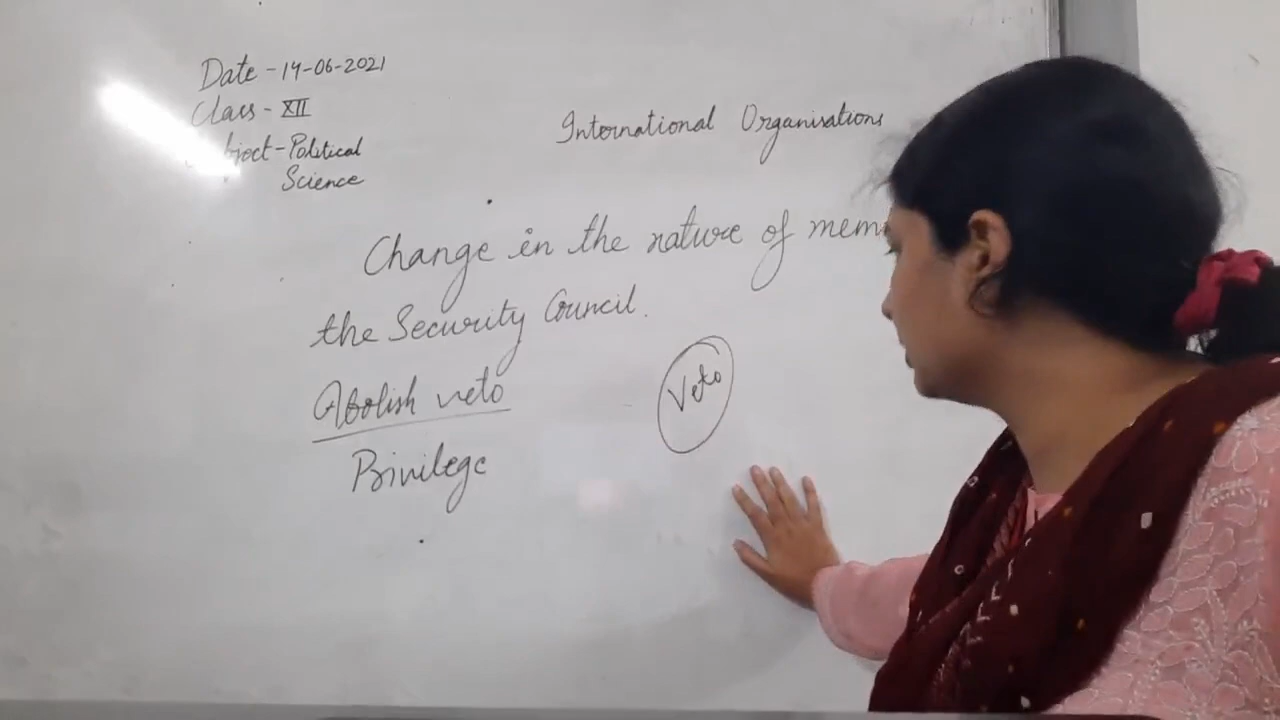 Date - 14-06-2021
Class - XII
Political
Science
International Organisations
Change in the nature of
the Security Council.
Abolish veto
Veto
Privilege